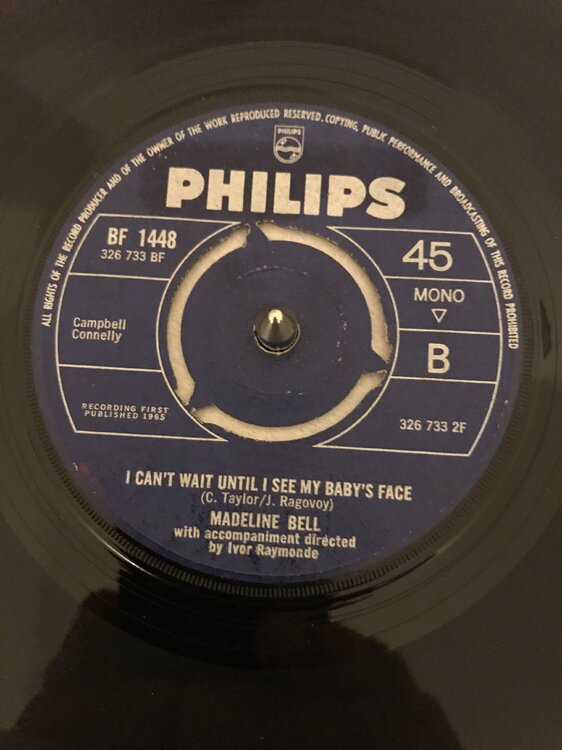 ALL RIGHTS OF THE RECORD PRODUCER AND OF THE OWNER OF THE WORK REPRODUCED RESERVED. COPYING, PUBLIC PERFORMANCE AND BROADCASTING OF THIS RECORD PROHIBITED
PHILIPS
PHILIPS
BF 1448
326 733 BF
45
MONO
Campbell
Connelly
B
RECORDING FIRST
PUBLISHED 1965
326 733 2F
I CAN'T WAIT UNTIL I SEE MY BABY'S FACE
(C. Taylor/J. Ragovoy)
MADELINE BELL
with accompaniment directed
by Ivor Raymonde